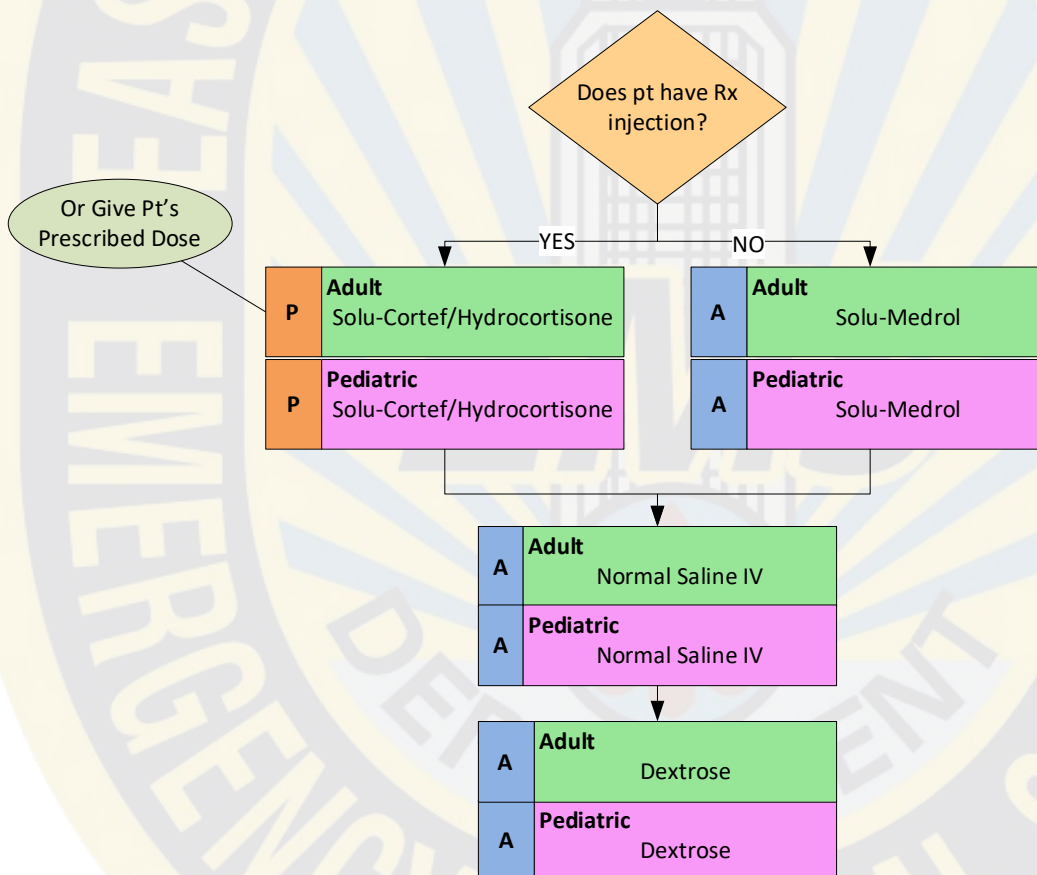 Does pt have Rx
injection?
Or Give Pt's
Prescribed Dose
YES
NO
P
Adult
Solu-Cortef/Hydrocortisone
A
Adult
Solu-Medrol
P
Pediatric
Solu-Cortef/Hydrocortisone
A
Pediatric
Solu-Medrol
A
Adult
Normal Saline IV
A
Pediatric
Normal Saline IV
A
Adult
Dextrose
A
Pediatric
Dextrose